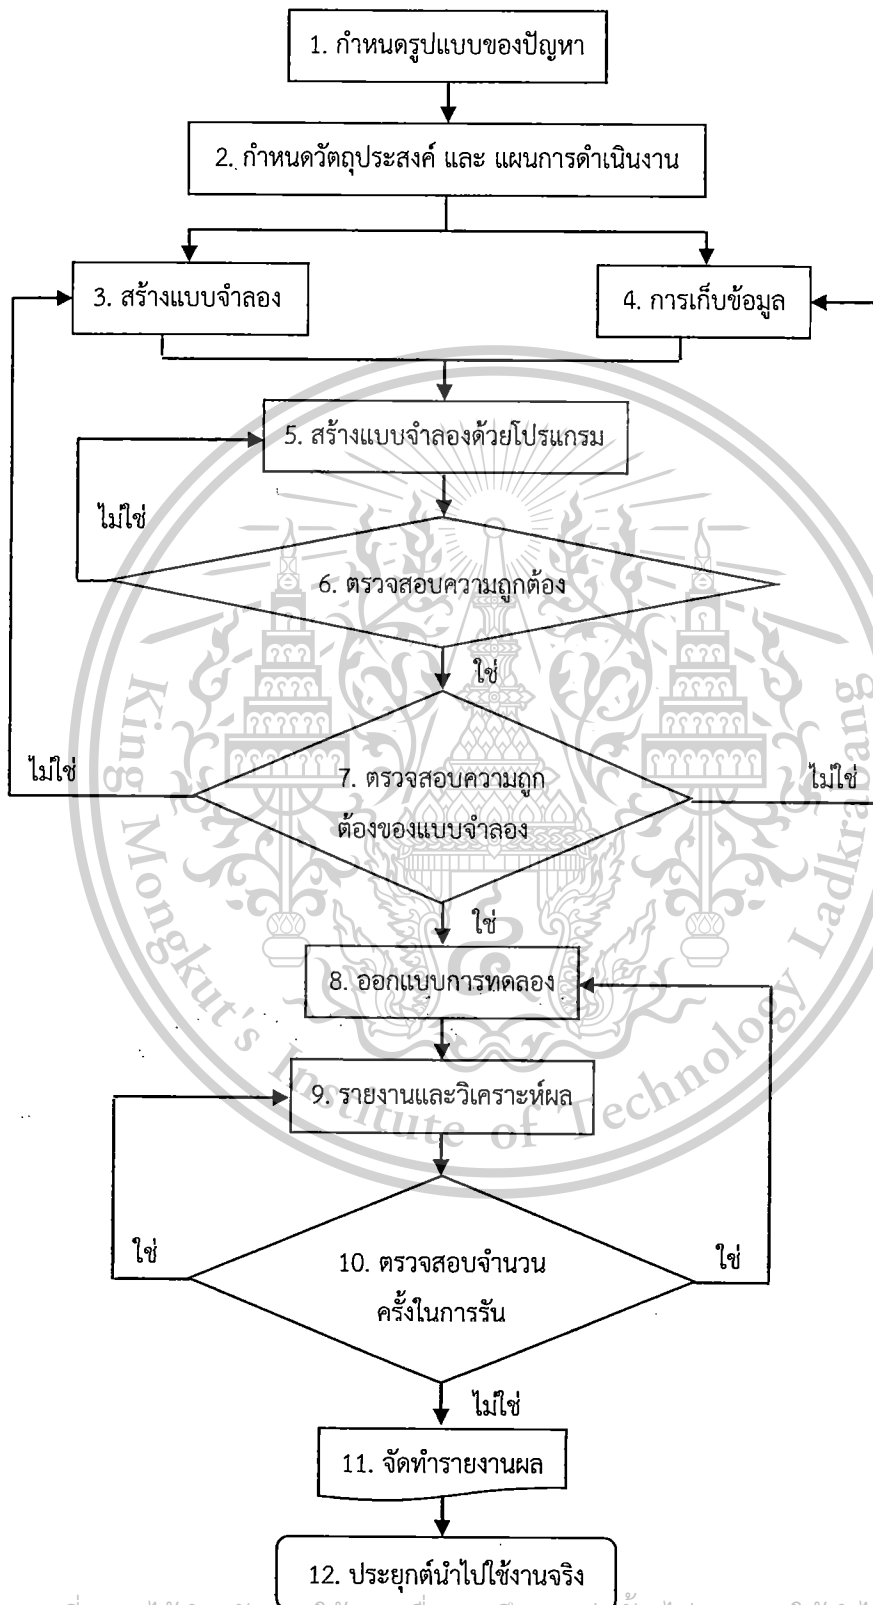 1. กำหนดรูปแบบของปัญหา
2. กำหนดวัตถุประสงค์ และ แผนการดำเนินงาน
3. สร้างแบบจำลอง
4. การเก็บข้อมูล
5. สร้างแบบจำลองด้วยโปรแกรม
ไม่ใช่
6. ตรวจสอบความถูกต้อง
ใช่
ไม่ใช่
7. ตรวจสอบความถูก
ต้องของแบบจำลอง
ไม่ใช่
ใช่
8. ออกแบบการทดลอง
9. รายงานและวิเคราะห์ผล
ใช่
10. ตรวจสอบจำนวน
ครั้งในการรัน
ใช่
ไม่ใช่
11. จัดทำรายงานผล
12. ประยุกต์นำไปใช้งานจริง
King Mongkut's Institute of Technology Ladkrabang